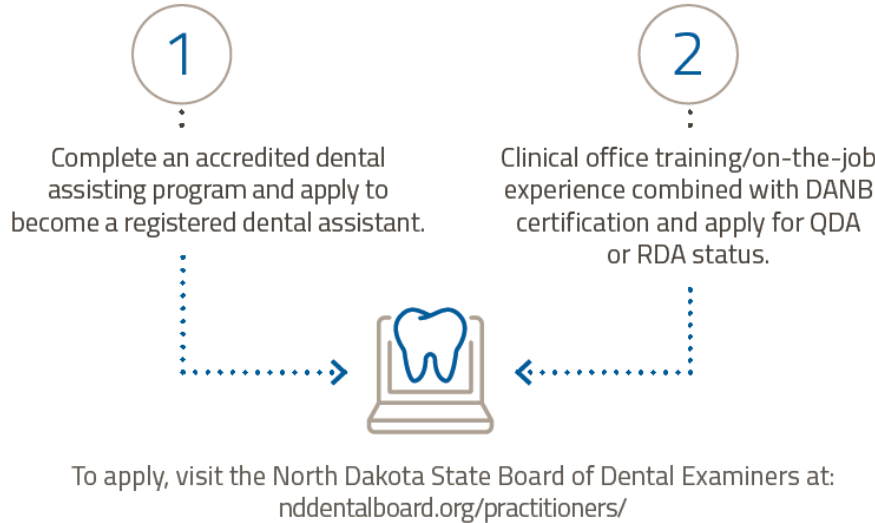 1
Complete an accredited dental
assisting program and apply to
become a registered dental assistant.
2
Clinical office training/on-the-job
experience combined with DANB
certification and apply for QDA
or RDA status.
To apply, visit the North Dakota State Board of Dental Examiners at:
nddentalboard.org/practitioners/